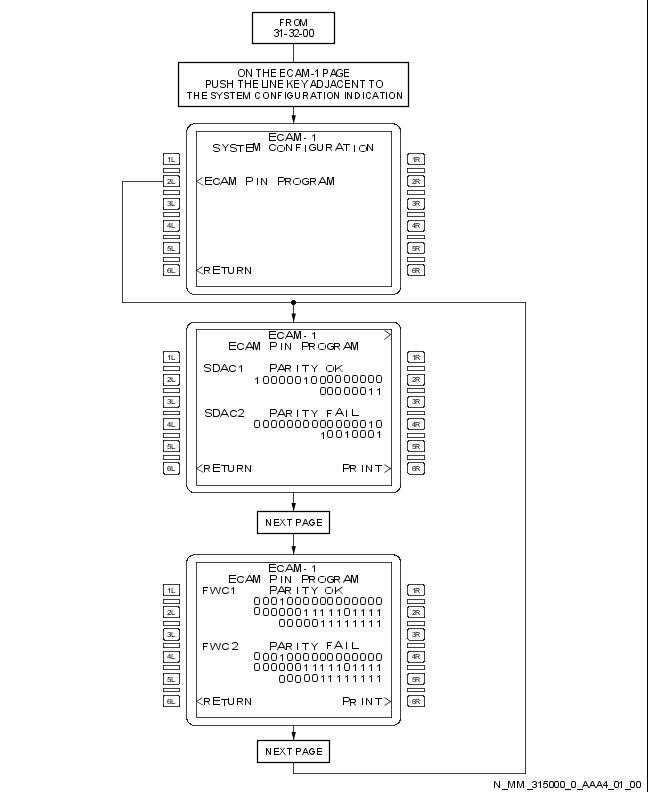 FROM
31-32-00
ON THE ECAM-1 PAGE
PUSH THE LINE KEY ADJACENT TO
THE SYSTEM CONFIGURATION INDICATION
ECAM-1
SYSTEM CONFIGURATION
1L 1R
2L <ECAM PIN PROGRAM 2R
3L 3R
4L 4R
5L 5R
6L <RETURN 6R
ECAM-1 >
ECAM PIN PROGRAM
1L SDAC1 PARITY OK 1R
2L 1000001000000000 2R
00000011
3L 3R
SDAC2 PARITY FAIL
4L 0000000000000010 4R
10010001
5L 5R
6L <RETURN PRINT> 6R
NEXT PAGE
ECAM-1
ECAM PIN PROGRAM
1L FWC1 PARITY OK 1R
0001000000000000
2L 0000001111101111 2R
0000011111111
3L 3R
FWC2 PARITY FAIL
4L 0001000000000000 4R
0000001111101111
5L 0000011111111 5R
6L <RETURN PRINT> 6R
NEXT PAGE
N_MM_315000_0_AAA4_01_00